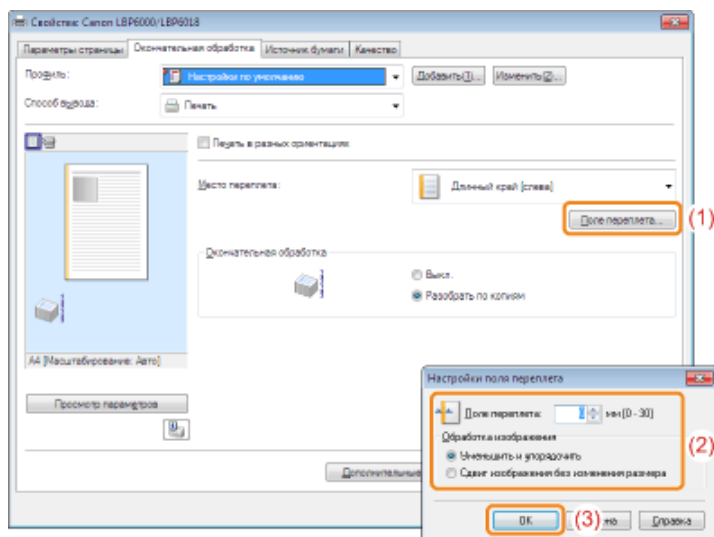 Свойства: Canon LBP6000/LBP6018
Параметры страницы Окончательная обработка Источник бумаги Качество
Профиль: Настройки по умолчанию Добавить(1)... Изменить(2)...
Способ вывода: Печать
Печать в разных ориентациях
Место переплета: Длинный край [слева]
Поле переплета... (1)
Окончательная обработка
Выкл.
Разобрать по копиям
A4 [Масштабирование: Авто]
Просмотр параметров
Дополнительные
Настройки поля переплета
Поле переплета: мм [0 - 30]
Обработка изображения
(2)
Уменьшить и упорядочить
Сдвиг изображения без изменения размера
OK (3) на Справка